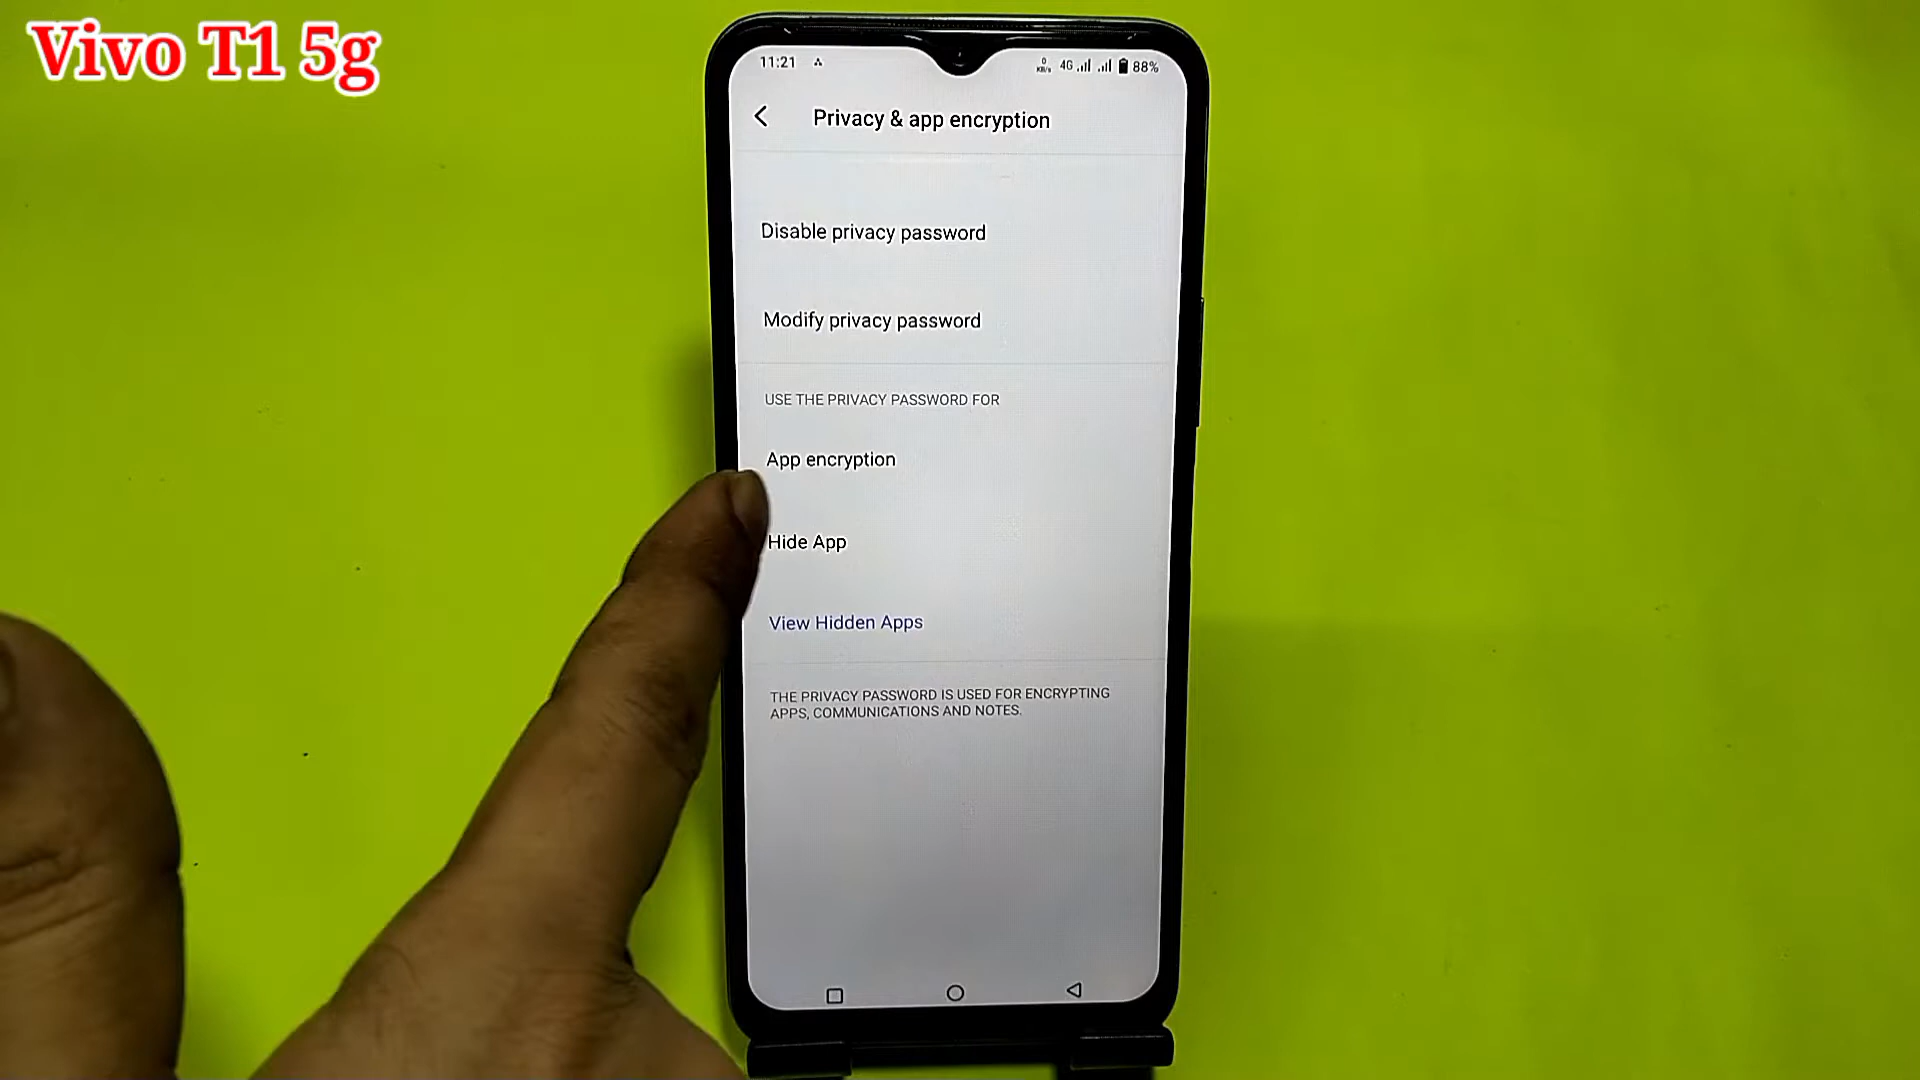 Vivo T1 5g
11:21
0 KB/s 4G 88%
Privacy & app encryption
Disable privacy password
Modify privacy password
USE THE PRIVACY PASSWORD FOR
App encryption
Hide App
View Hidden Apps
THE PRIVACY PASSWORD IS USED FOR ENCRYPTING
APPS, COMMUNICATIONS AND NOTES.